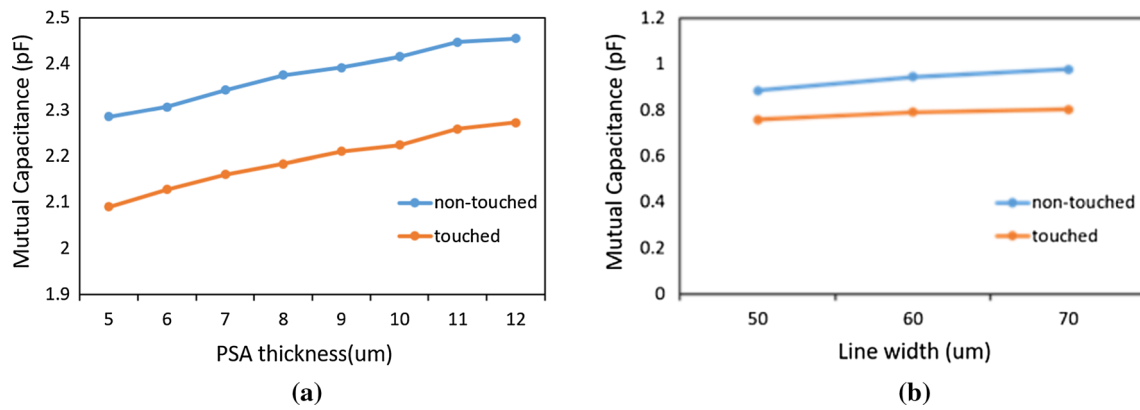 2.5
2.4
2.3
2.2
2.1
2
1.9
Mutual Capacitance (pF)
non-touched
touched
5 6 7 8 9 10 11 12
PSA thickness(um)
(a)
1.2
1
0.8
0.6
0.4
0.2
0
Mutual Capacitance (pF)
non-touched
touched
50 60 70
Line width (um)
(b)